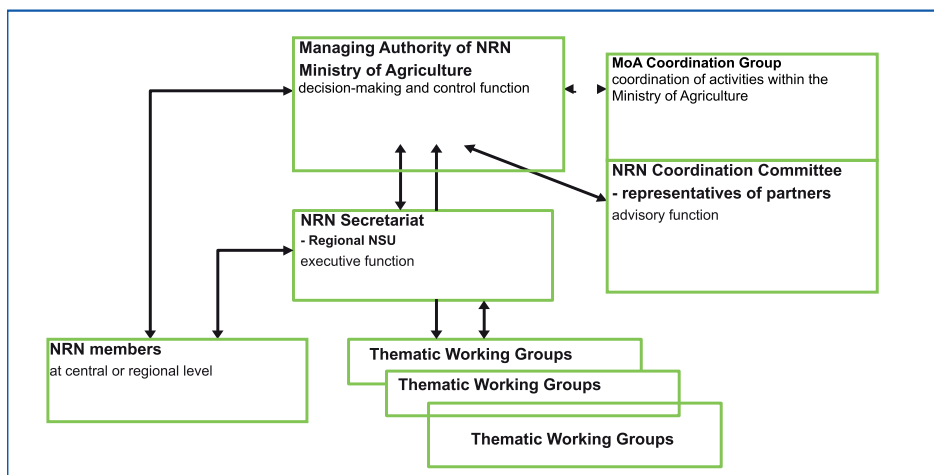 Managing Authority of NRN
Ministry of Agriculture
decision-making and control function
MoA Coordination Group
coordination of activities within the
Ministry of Agriculture
NRN Coordination Committee
- representatives of partners
advisory function
NRN Secretariat
- Regional NSU
executive function
NRN members
at central or regional level
Thematic Working Groups
Thematic Working Groups
Thematic Working Groups